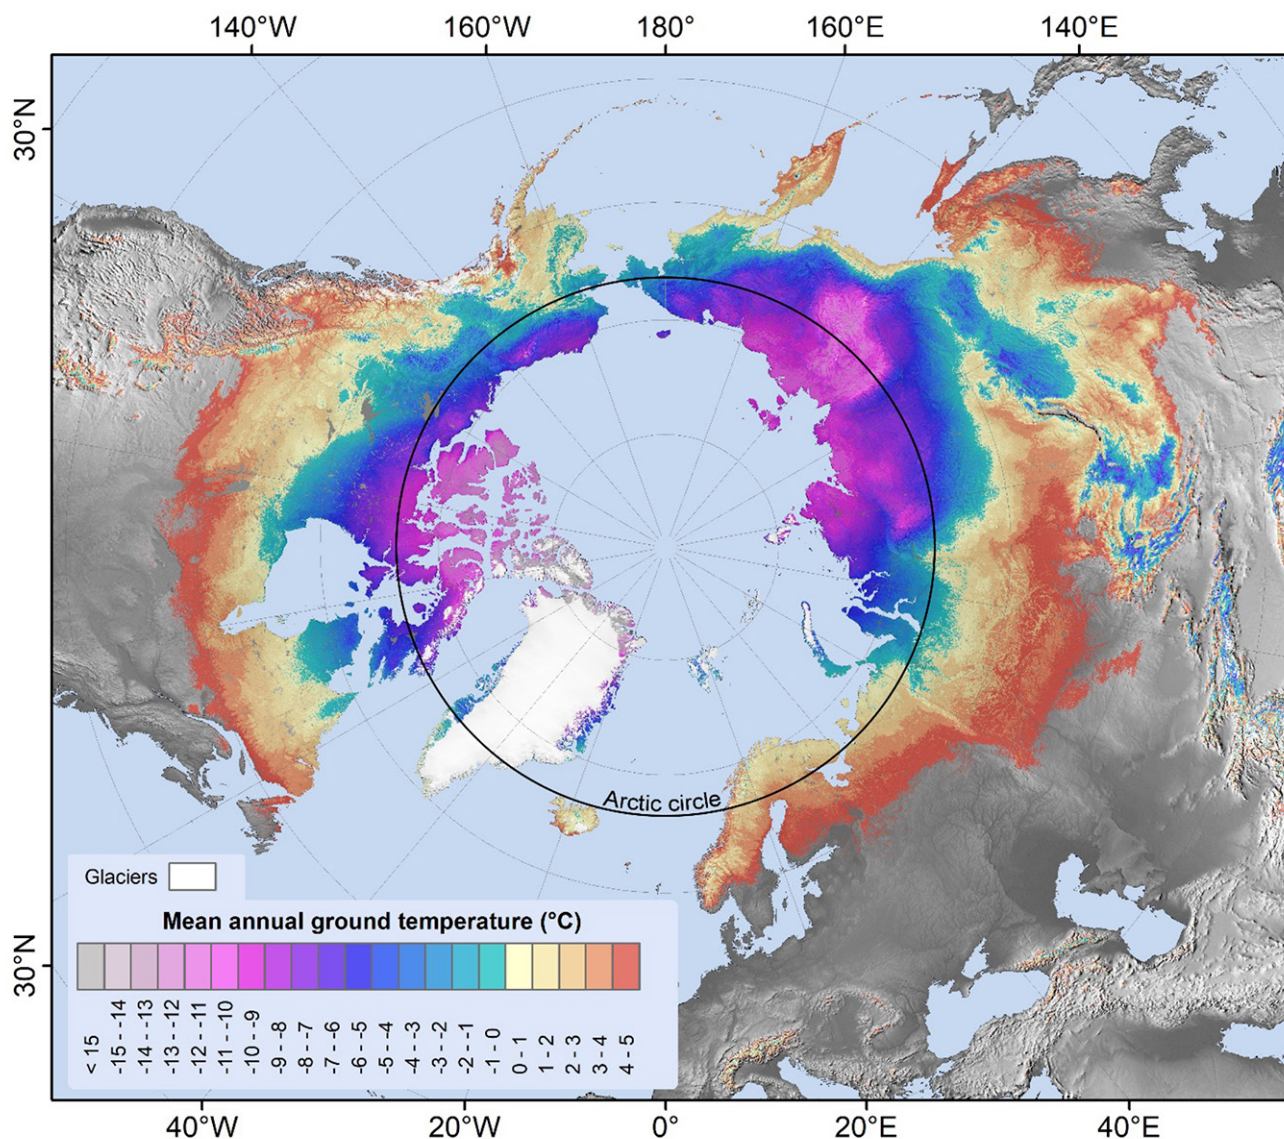 140°W 160°W 180° 160°E 140°E
30°N
Arctic circle
Glaciers
Mean annual ground temperature (°C)
< 15
-15 - -14
-14 - -13
-13 - -12
-12 - -11
-11 - -10
-10 - -9
-9 - -8
-8 - -7
-7 - -6
-6 - -5
-5 - -4
-4 - -3
-3 - -2
-2 - -1
-1 - 0
0 - 1
1 - 2
2 - 3
3 - 4
4 - 5
30°N
40°W 20°W 0° 20°E 40°E